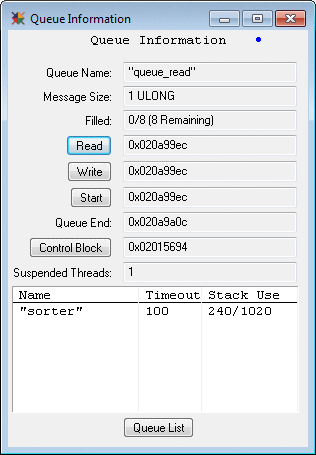 Queue Information
Queue Information
Queue Name: "queue_read"
Message Size: 1 ULONG
Filled: 0/8 (8 Remaining)
Read 0x020a99ec
Write 0x020a99ec
Start 0x020a99ec
Queue End: 0x020a9a0c
Control Block 0x02015694
Suspended Threads: 1
Name Timeout Stack Use
"sorter" 100 240/1020
Queue List